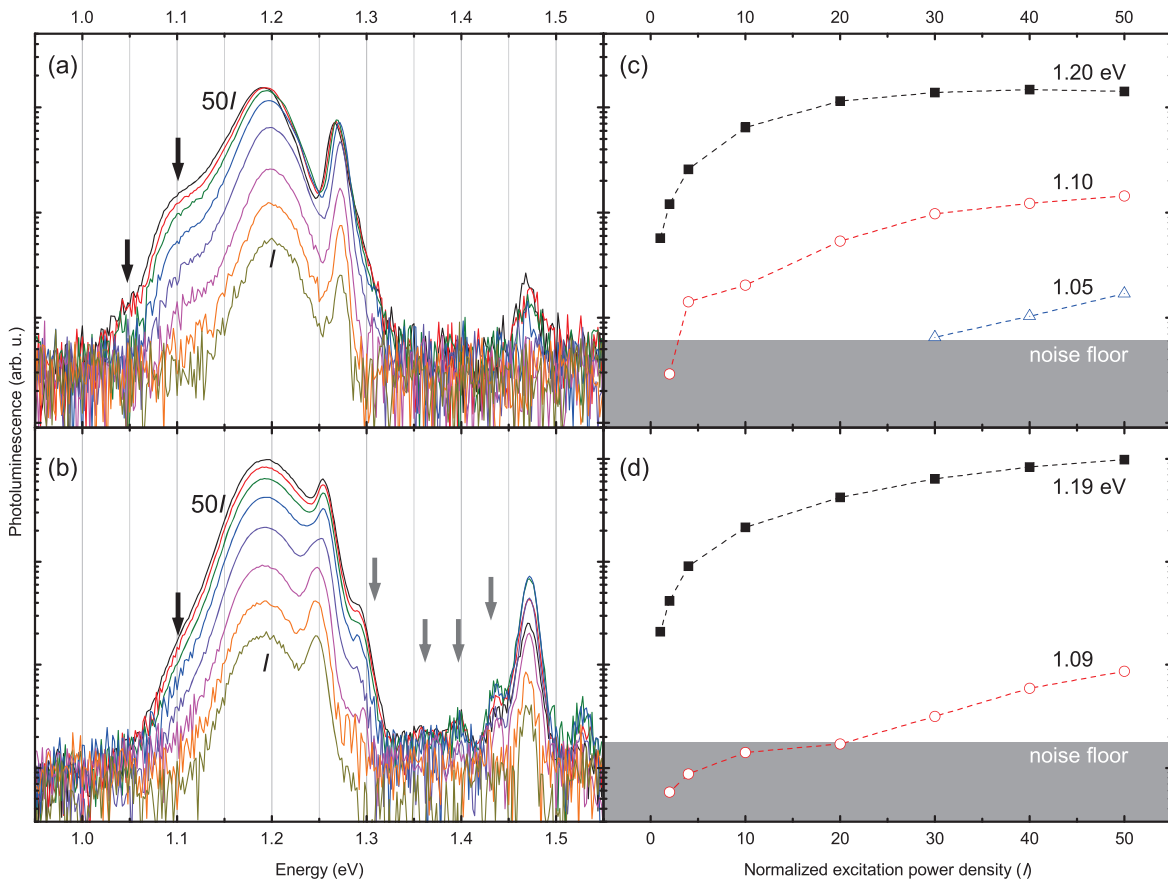 1.0 1.1 1.2 1.3 1.4 1.5
0 10 20 30 40 50
(a)
50I
I
(c)
1.20 eV
1.10
1.05
noise floor
(b)
50I
I
(d)
1.19 eV
1.09
noise floor
Photoluminescence (arb. u.)
1.0 1.1 1.2 1.3 1.4 1.5
0 10 20 30 40 50
Energy (eV)
Normalized excitation power density (I)